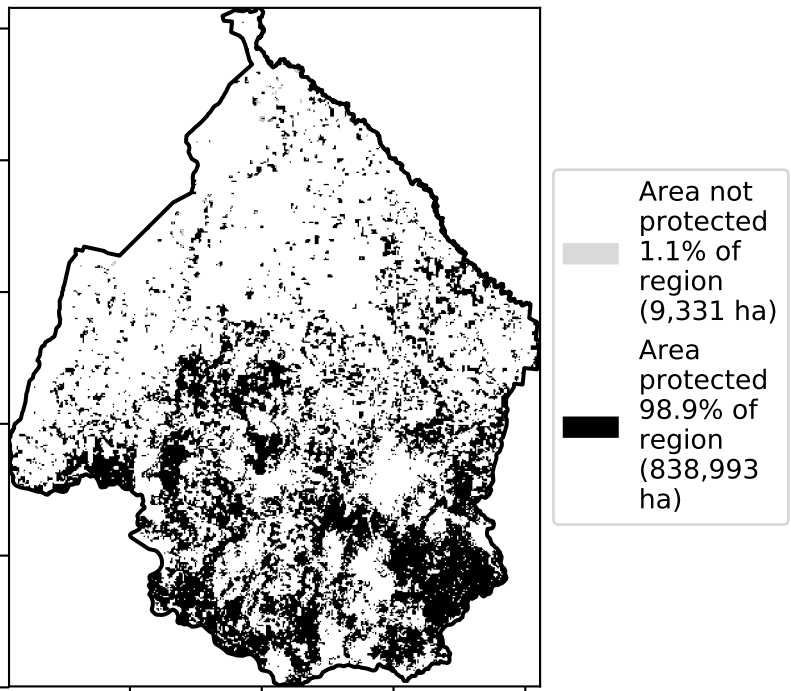 Area not
protected
1.1% of
region
(9,331 ha)
Area
protected
98.9% of
region
(838,993
ha)